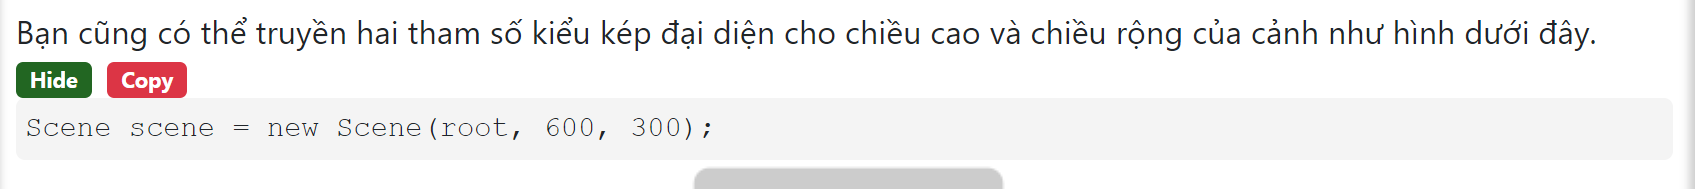 Bạn cũng có thể truyền hai tham số kiểu kép đại diện cho chiều cao và chiều rộng của cảnh như hình dưới đây.
Hide Copy
Scene scene = new Scene(root, 600, 300);